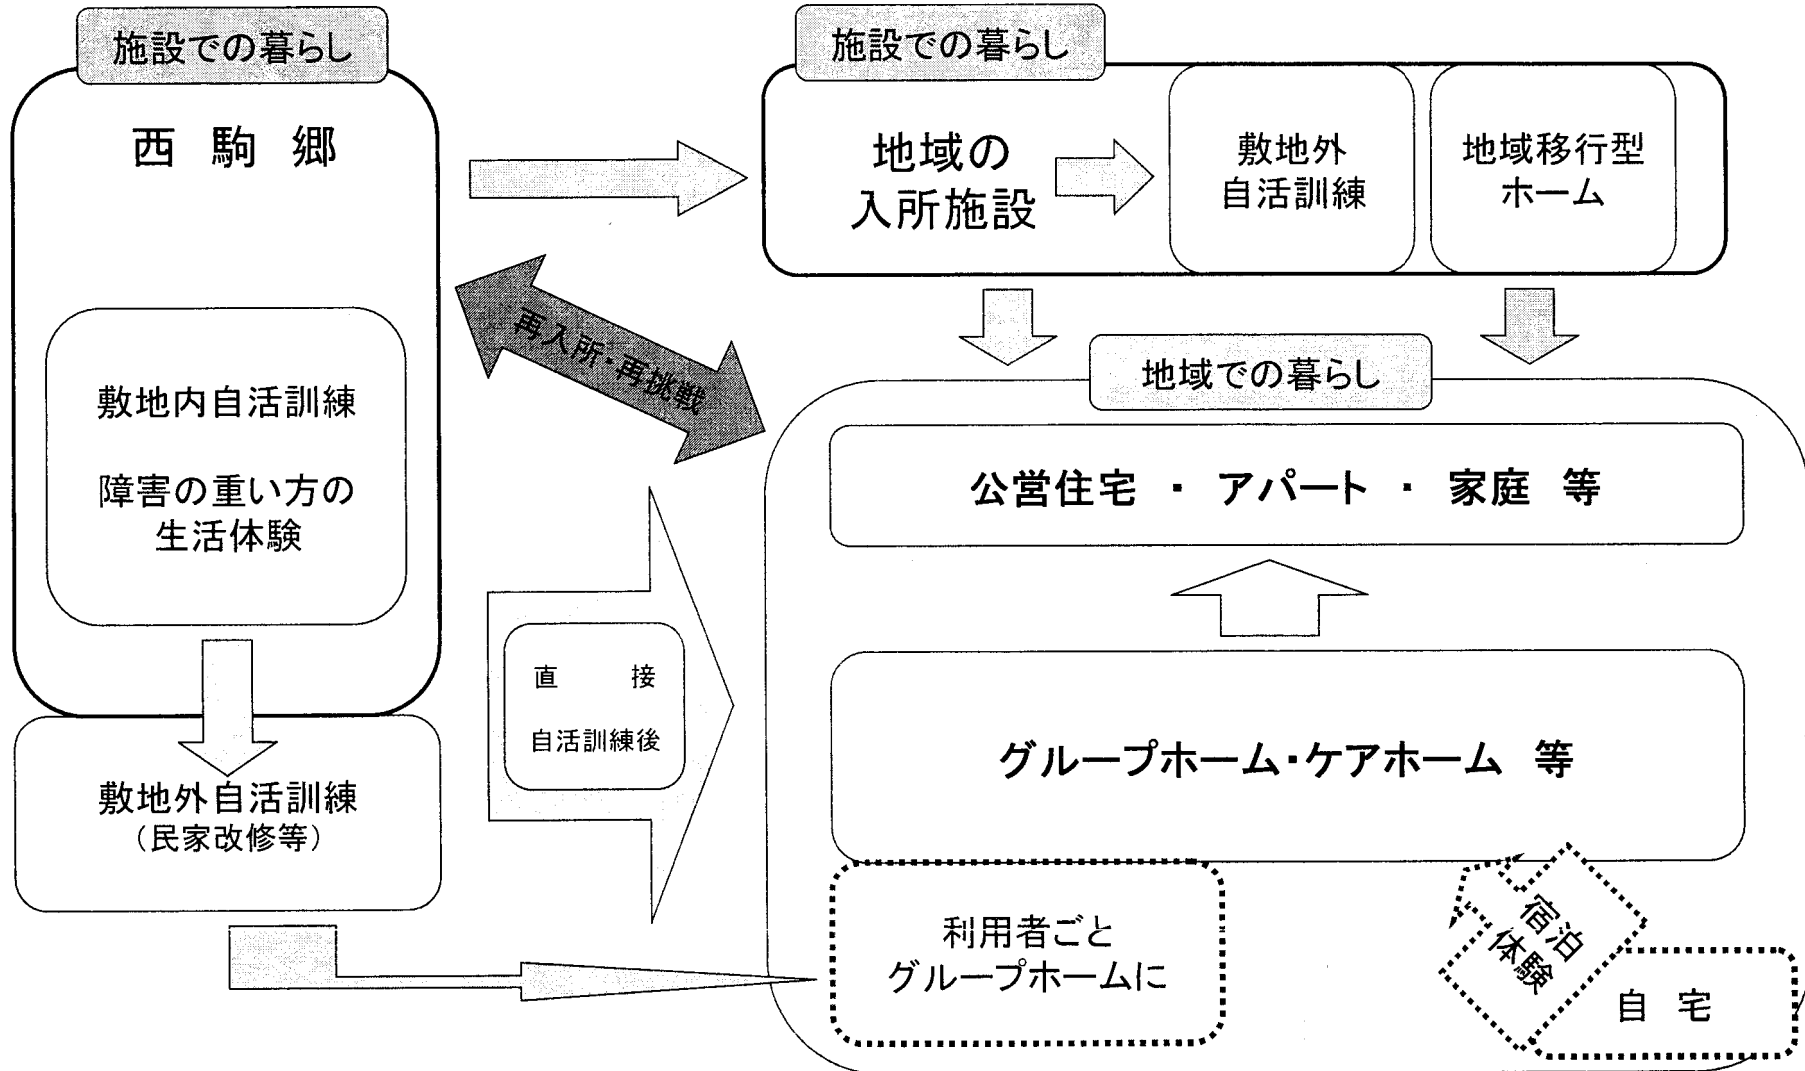 施設での暮らし
西 駒 郷
敷地内自活訓練
障害の重い方の
生活体験
敷地外自活訓練
(民家改修等)
施設での暮らし
地域の
入所施設
敷地外
自活訓練
地域移行型
ホーム
再入所・再挑戦
直 接
自活訓練後
地域での暮らし
公営住宅 ・ アパート ・ 家庭 等
グループホーム・ケアホーム 等
利用者ごと
グループホームに
宿泊
体験
自 宅